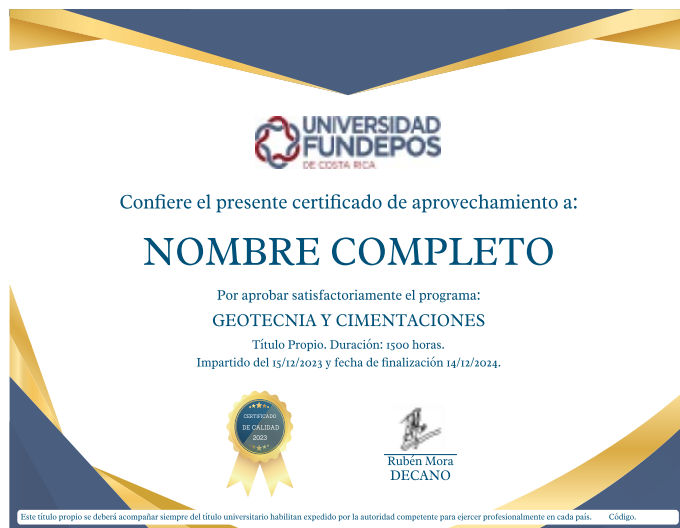 UNIVERSIDAD
FUNDEPOS
DE COSTA RICA
Confiere el presente certificado de aprovechamiento a:
NOMBRE COMPLETO
Por aprobar satisfactoriamente el programa:
GEOTECNIA Y CIMENTACIONES
Título Propio. Duración: 1500 horas.
Impartido del 15/12/2023 y fecha de finalización 14/12/2024.
CERTIFICADO
DE CALIDAD
2023
Rubén Mora
DECANO
Este título propio se deberá acompañar siempre del título universitario habilitan expedido por la autoridad competente para ejercer profesionalmente en cada país. Código.